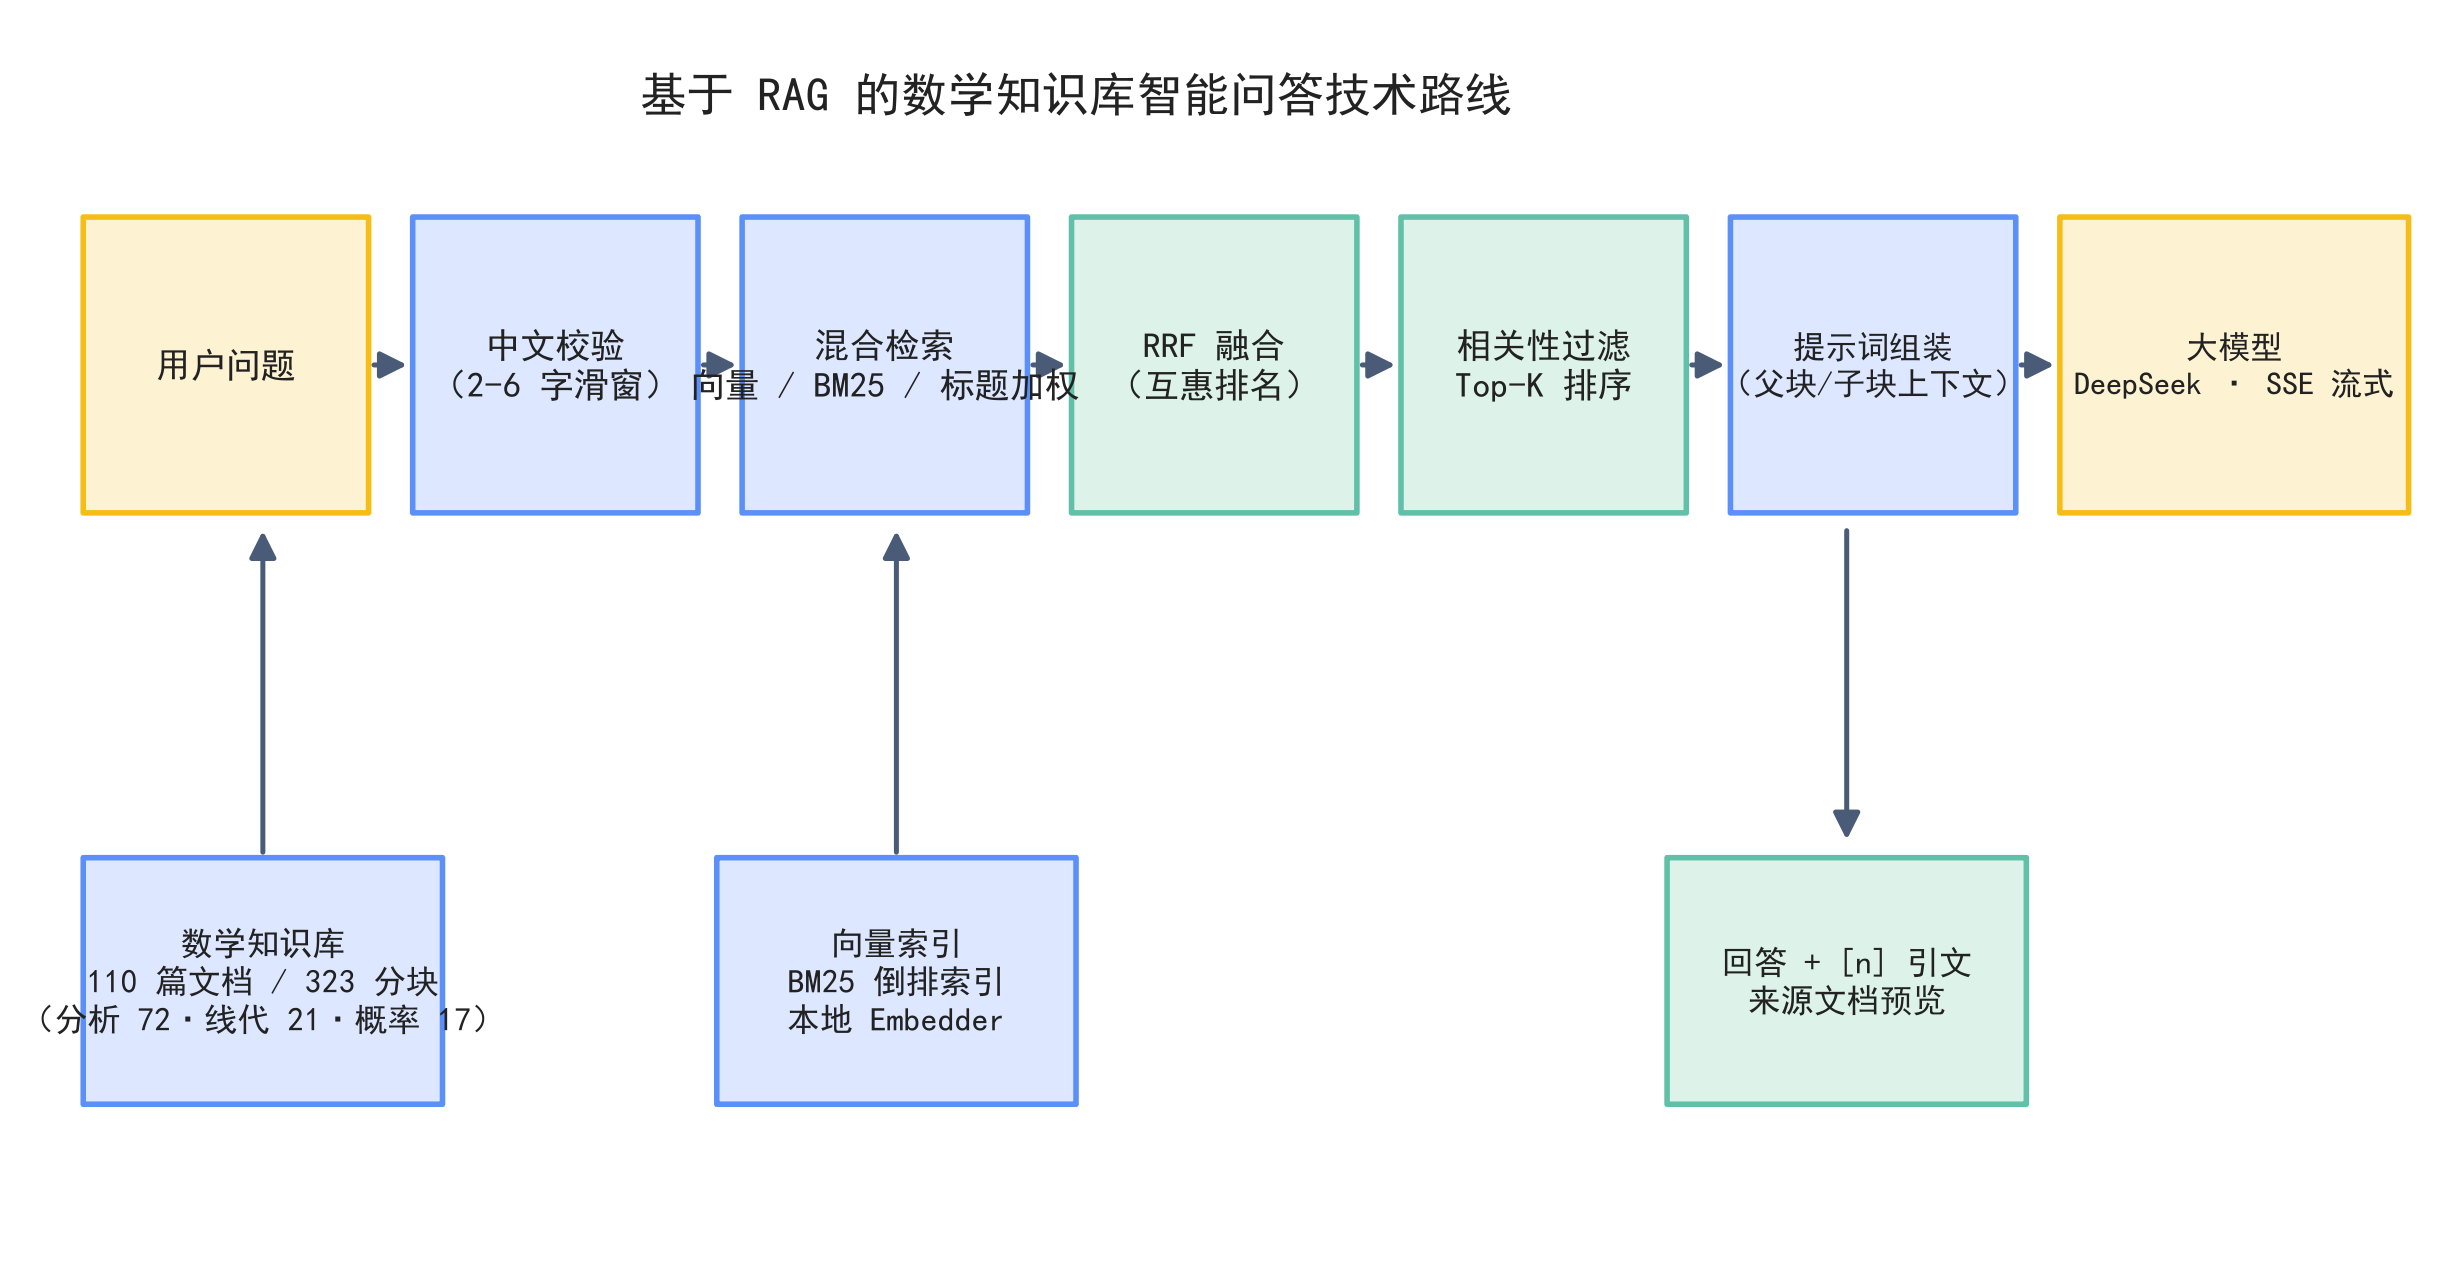 基于 RAG 的数学知识库智能问答技术路线
用户问题
中文校验
（2-6 字滑窗）
混合检索
向量 / BM25 / 标题加权
RRF 融合
（互惠排名）
相关性过滤
Top-K 排序
提示词组装
（父块/子块上下文）
大模型
DeepSeek · SSE 流式
数学知识库
110 篇文档 / 323 分块
（分析 72·线代 21·概率 17）
向量索引
BM25 倒排索引
本地 Embedder
回答 + [n] 引文
来源文档预览